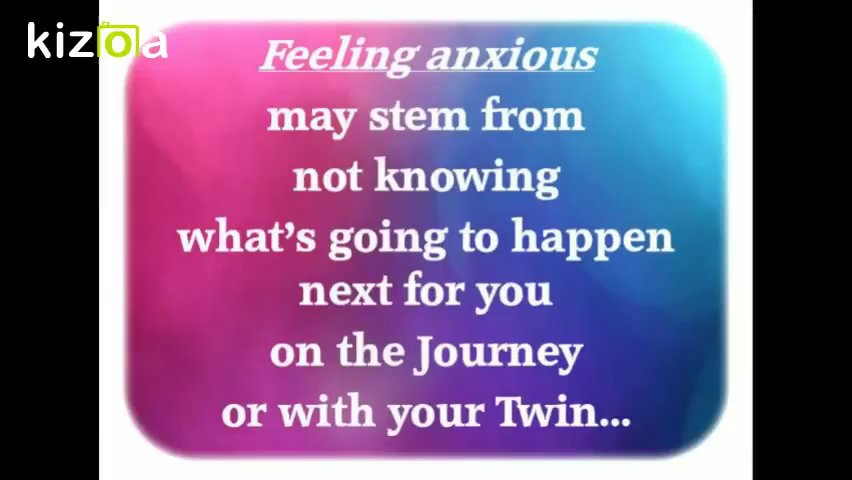 kizoa
Feeling anxious
may stem from
not knowing
what's going to happen
next for you
on the Journey
or with your Twin...